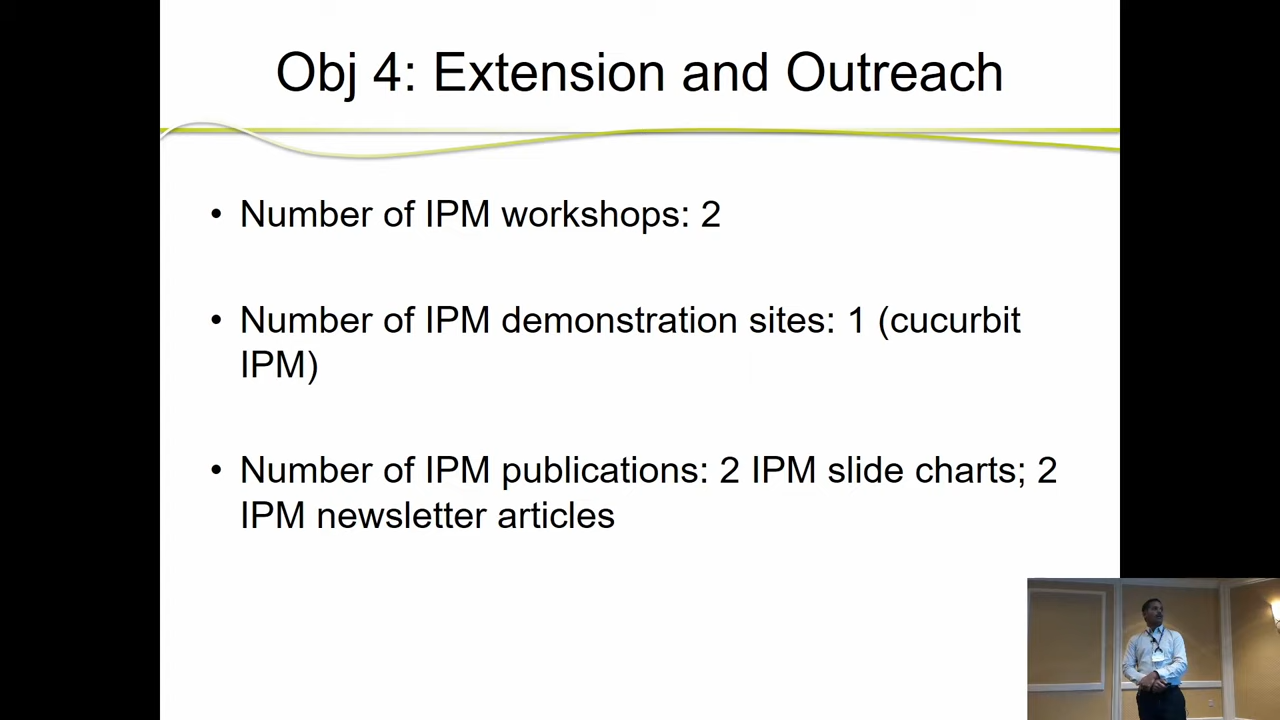 Obj 4: Extension and Outreach
• Number of IPM workshops: 2
• Number of IPM demonstration sites: 1 (cucurbit
IPM)
• Number of IPM publications: 2 IPM slide charts; 2
IPM newsletter articles